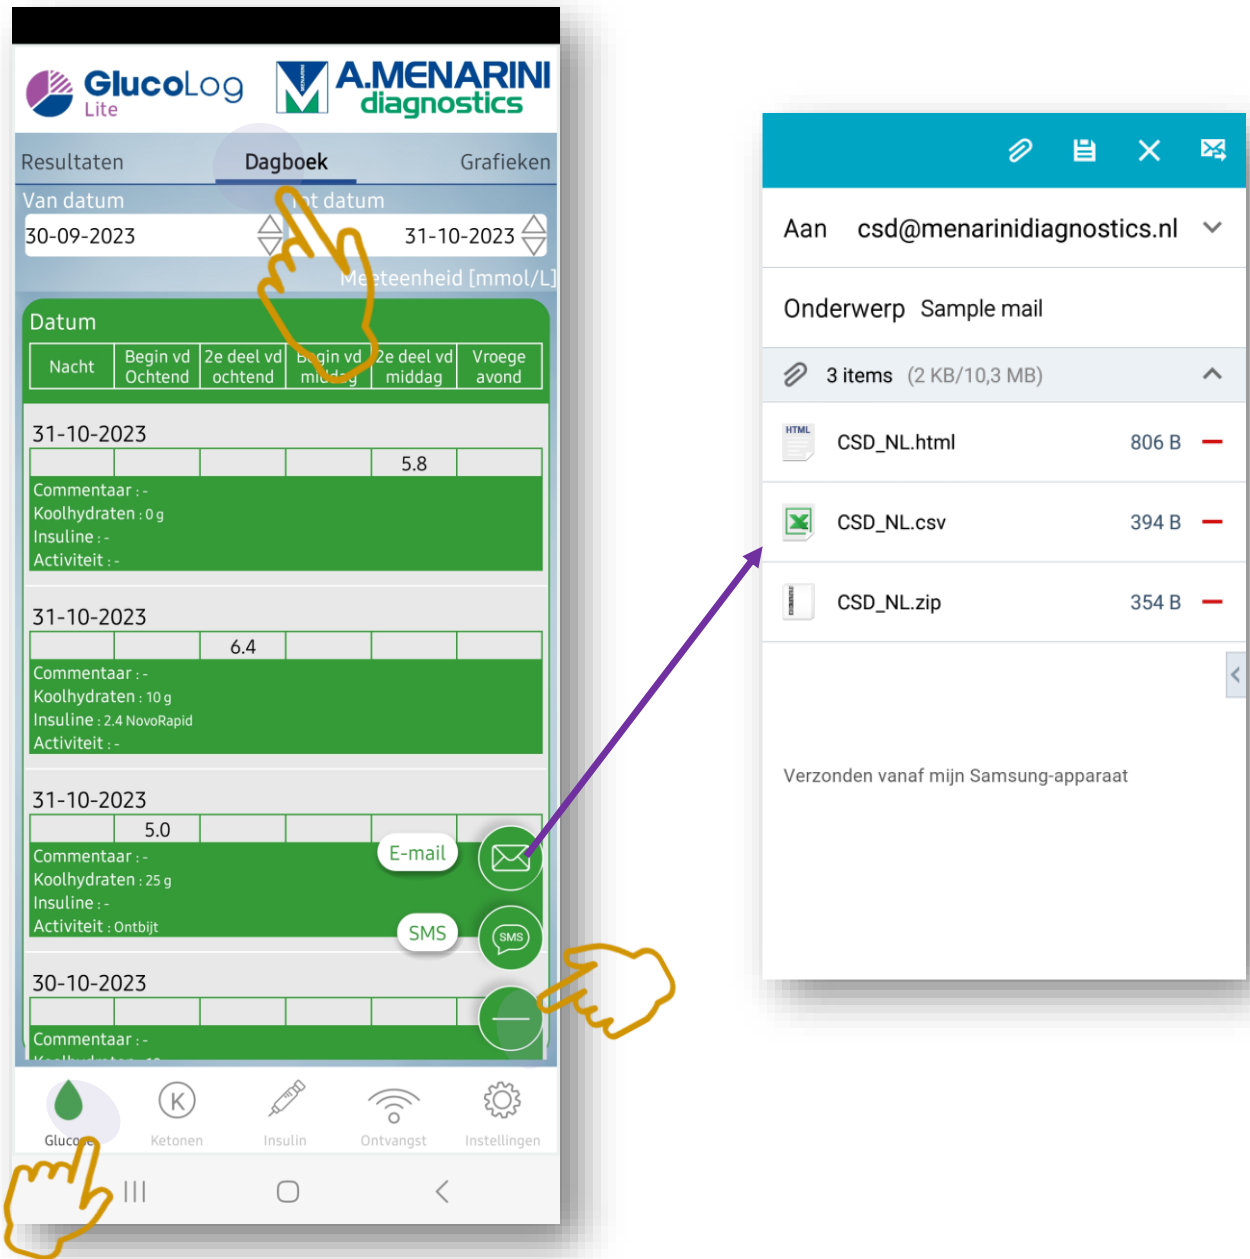 GlucoLog
Lite
A.MENARINI
diagnostics
Resultaten Dagboek Grafieken
Van datum Tot datum
30-09-2023 31-10-2023
Meeteenheid [mmol/L]
Datum
Nacht Begin vd Ochtend 2e deel vd ochtend Begin vd middag 2e deel vd middag Vroege avond
31-10-2023
5.8
Commentaar : -
Koolhydraten : 0 g
Insuline : -
Activiteit : -
31-10-2023
6.4
Commentaar : -
Koolhydraten : 10 g
Insuline : 2.4 NovoRapid
Activiteit : -
31-10-2023
5.0
Commentaar : -
Koolhydraten : 25 g
Insuline : -
Activiteit : Ontbijt
E-mail
SMS SMS
30-10-2023
Commentaar : -
Glucose Ketonen Insulin Ontvangst Instellingen
K
Aan csd@menarinidiagnostics.nl
Onderwerp Sample mail
3 items (2 KB/10,3 MB)
HTML CSD_NL.html 806 B
CSD_NL.csv 394 B
CSD_NL.zip 354 B
Verzonden vanaf mijn Samsung-apparaat